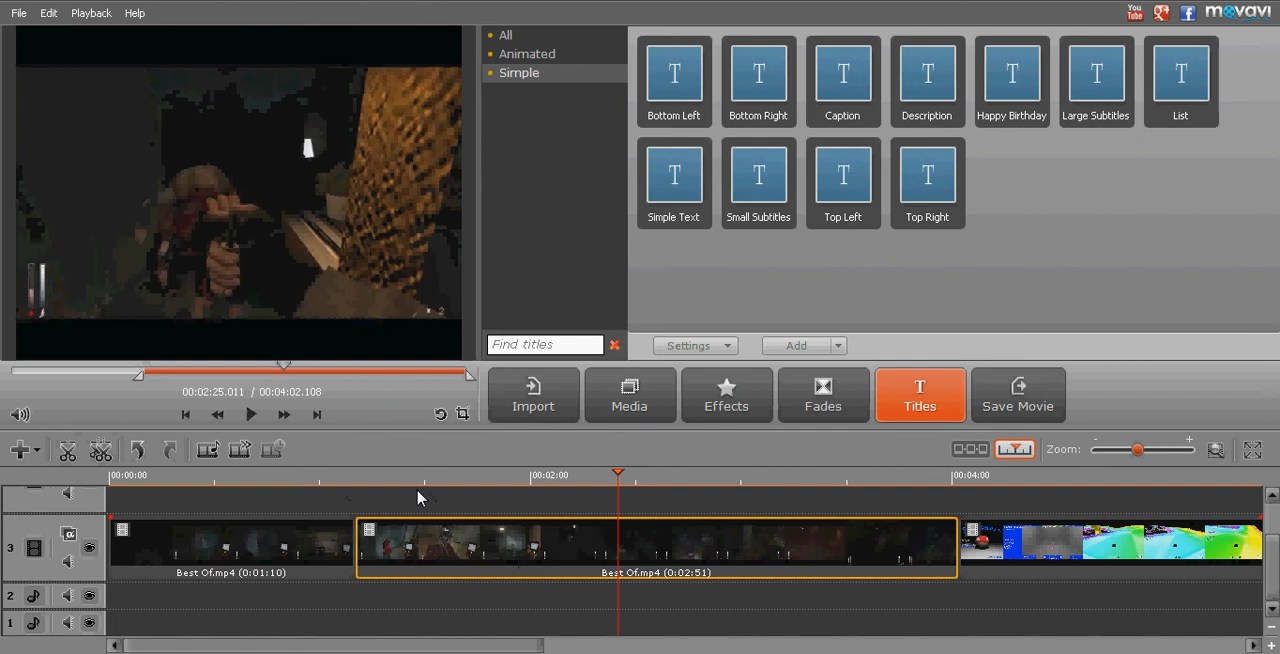 File Edit Playback Help
You Tube g+ f movavi
All
Animated
Simple
T T T T T T T
Bottom Left Bottom Right Caption Description Happy Birthday Large Subtitles List
T T T T
Simple Text Small Subtitles Top Left Top Right
Find titles
Settings Add
00:02:25.011 / 00:04:02.108
T
Import Media Effects Fades Titles Save Movie
Zoom: - +
00:00:00 00:02:00 00:04:00
3
Best Of.mp4 (0:01:10) Best Of.mp4 (0:02:51)
2
1